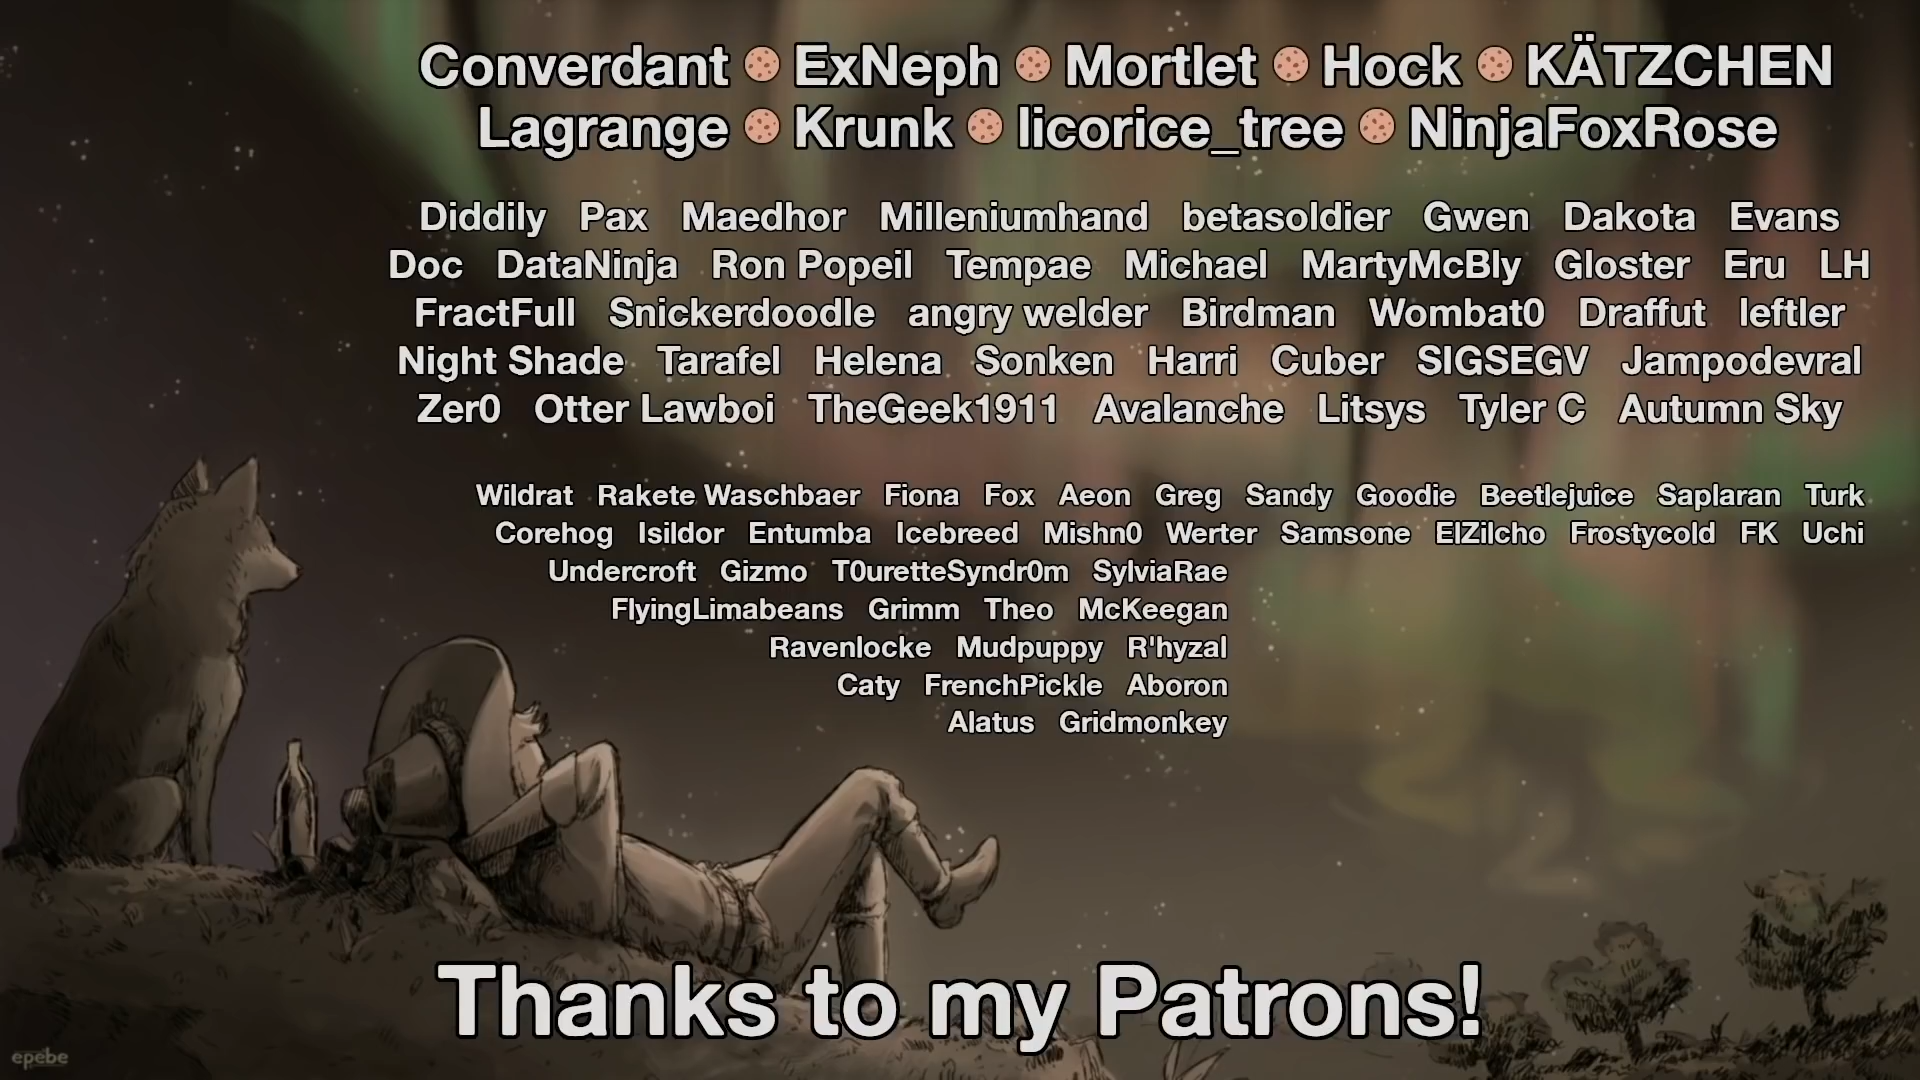 Converdant ExNeph Mortlet Hock KÄTZCHEN
Lagrange Krunk licorice_tree NinjaFoxRose
Diddily Pax Maedhor Milleniumhand betasoldier Gwen Dakota Evans
Doc DataNinja Ron Popeil Tempae Michael MartyMcBly Gloster Eru LH
FractFull Snickerdoodle angry welder Birdman Wombat0 Draffut leftler
Night Shade Tarafel Helena Sonken Harri Cuber SIGSEGV Jampodevral
Zer0 Otter Lawboi TheGeek1911 Avalanche Litsys Tyler C Autumn Sky
Wildrat Rakete Waschbaer Fiona Fox Aeon Greg Sandy Goodie Beetlejuice Saplaran Turk
Corehog Isildor Entumba Icebreed Mishn0 Werter Samsone ElZilcho Frostycold FK Uchi
Undercroft Gizmo T0uretteSyndr0m SylviaRae
FlyingLimabeans Grimm Theo McKeegan
Ravenlocke Mudpuppy R'hyzal
Caty FrenchPickle Aboron
Alatus Gridmonkey
Thanks to my Patrons!
epebe